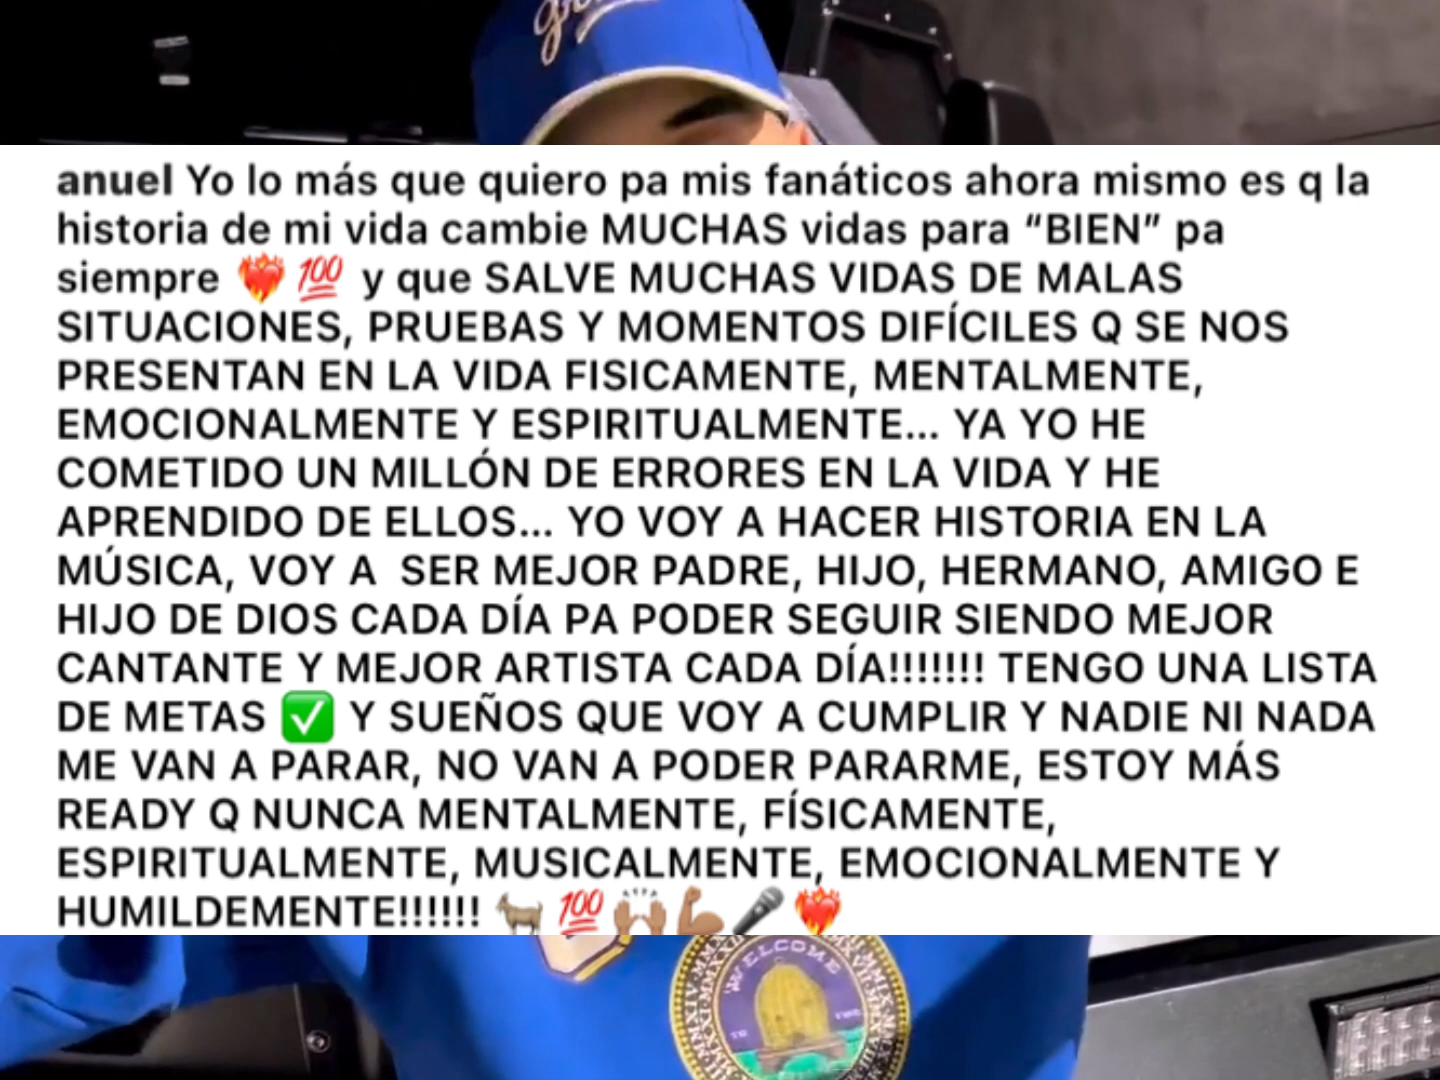 anuel Yo lo más que quiero pa mis fanáticos ahora mismo es q la
historia de mi vida cambie MUCHAS vidas para “BIEN” pa
siempre ❤️‍🔥 💯 y que SALVE MUCHAS VIDAS DE MALAS
SITUACIONES, PRUEBAS Y MOMENTOS DIFÍCILES Q SE NOS
PRESENTAN EN LA VIDA FISICAMENTE, MENTALMENTE,
EMOCIONALMENTE Y ESPIRITUALMENTE... YA YO HE
COMETIDO UN MILLÓN DE ERRORES EN LA VIDA Y HE
APRENDIDO DE ELLOS... YO VOY A HACER HISTORIA EN LA
MÚSICA, VOY A  SER MEJOR PADRE, HIJO, HERMANO, AMIGO E
HIJO DE DIOS CADA DÍA PA PODER SEGUIR SIENDO MEJOR
CANTANTE Y MEJOR ARTISTA CADA DÍA!!!!!!! TENGO UNA LISTA
DE METAS ✅ Y SUEÑOS QUE VOY A CUMPLIR Y NADIE NI NADA
ME VAN A PARAR, NO VAN A PODER PARARME, ESTOY MÁS
READY Q NUNCA MENTALMENTE, FÍSICAMENTE,
ESPIRITUALMENTE, MUSICALMENTE, EMOCIONALMENTE Y
HUMILDEMENTE!!!!!! 🐐 💯 🙌🏽 💪🏽 🎤 ❤️‍🔥
WELCOME
TO